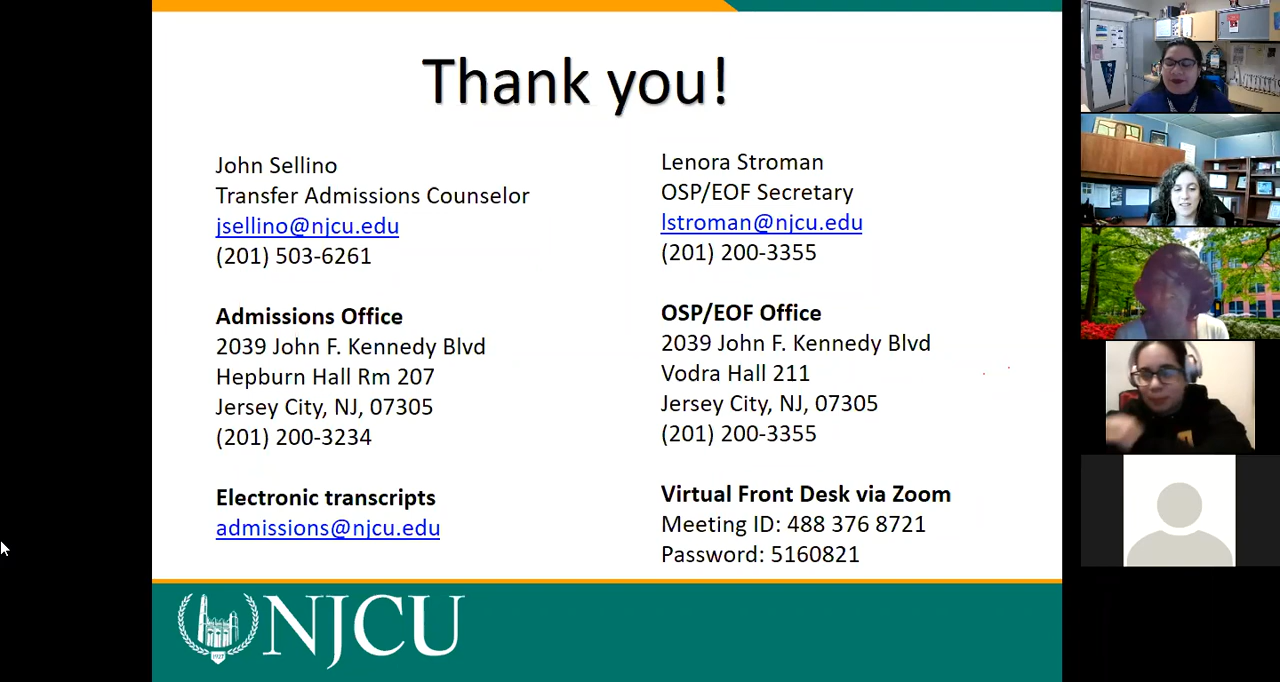 Thank you!
John Sellino
Transfer Admissions Counselor
jsellino@njcu.edu
(201) 503-6261
Admissions Office
2039 John F. Kennedy Blvd
Hepburn Hall Rm 207
Jersey City, NJ, 07305
(201) 200-3234
Electronic transcripts
admissions@njcu.edu
Lenora Stroman
OSP/EOF Secretary
lstroman@njcu.edu
(201) 200-3355
OSP/EOF Office
2039 John F. Kennedy Blvd
Vodra Hall 211
Jersey City, NJ, 07305
(201) 200-3355
Virtual Front Desk via Zoom
Meeting ID: 488 376 8721
Password: 5160821
NJCU